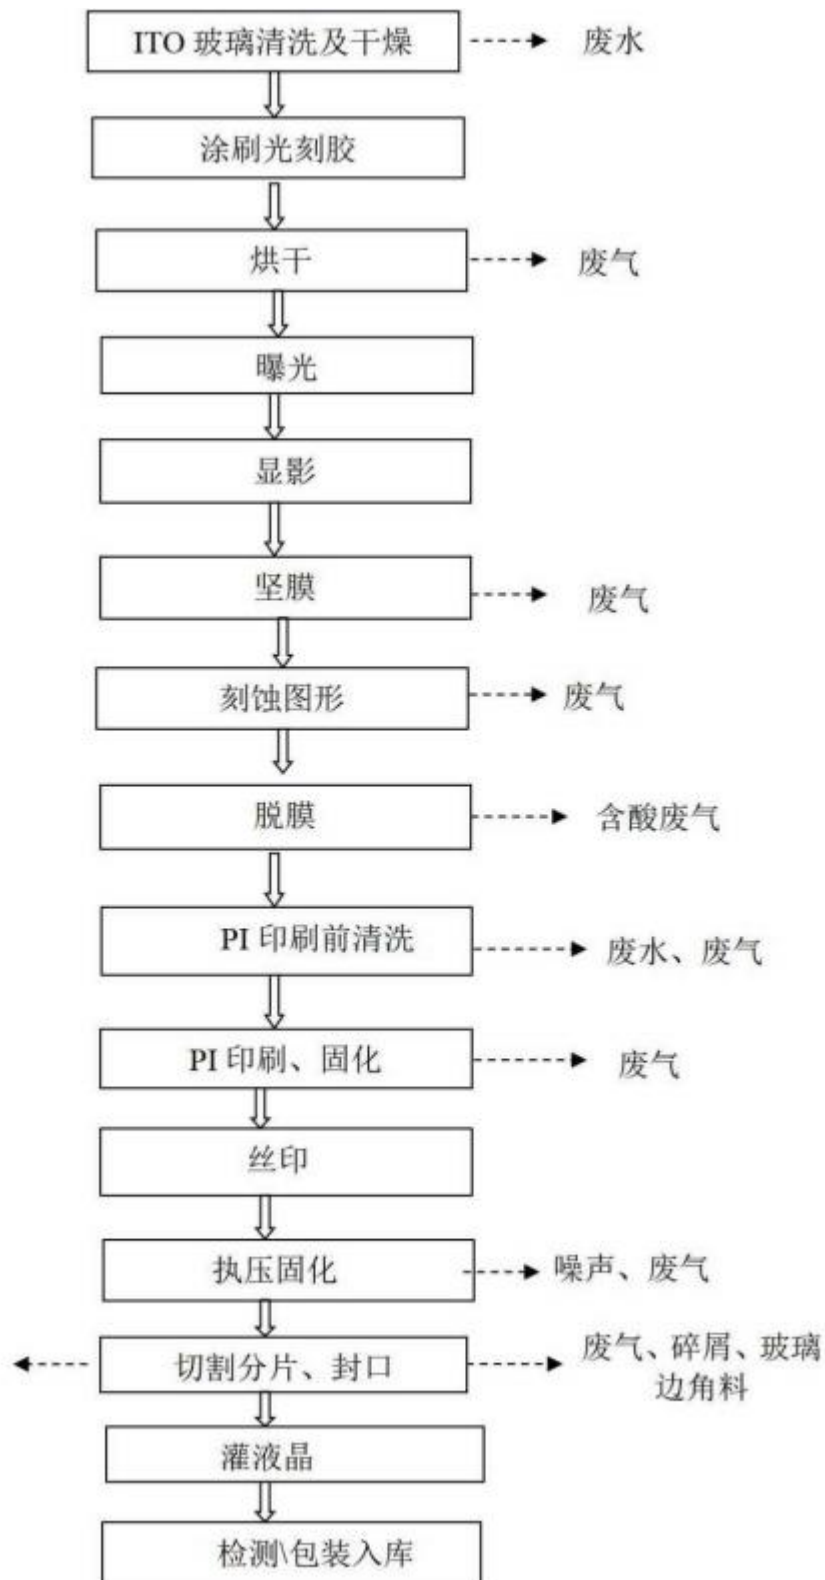 ITO 玻璃清洗及干燥 废水
涂刷光刻胶
烘干 废气
曝光
显影
坚膜 废气
刻蚀图形 废气
脱膜 含酸废气
PI 印刷前清洗 废水、废气
PI 印刷、固化 废气
丝印
执压固化 噪声、废气
切割分片、封口 废气、碎屑、玻璃
边角料
灌液晶
检测\包装入库